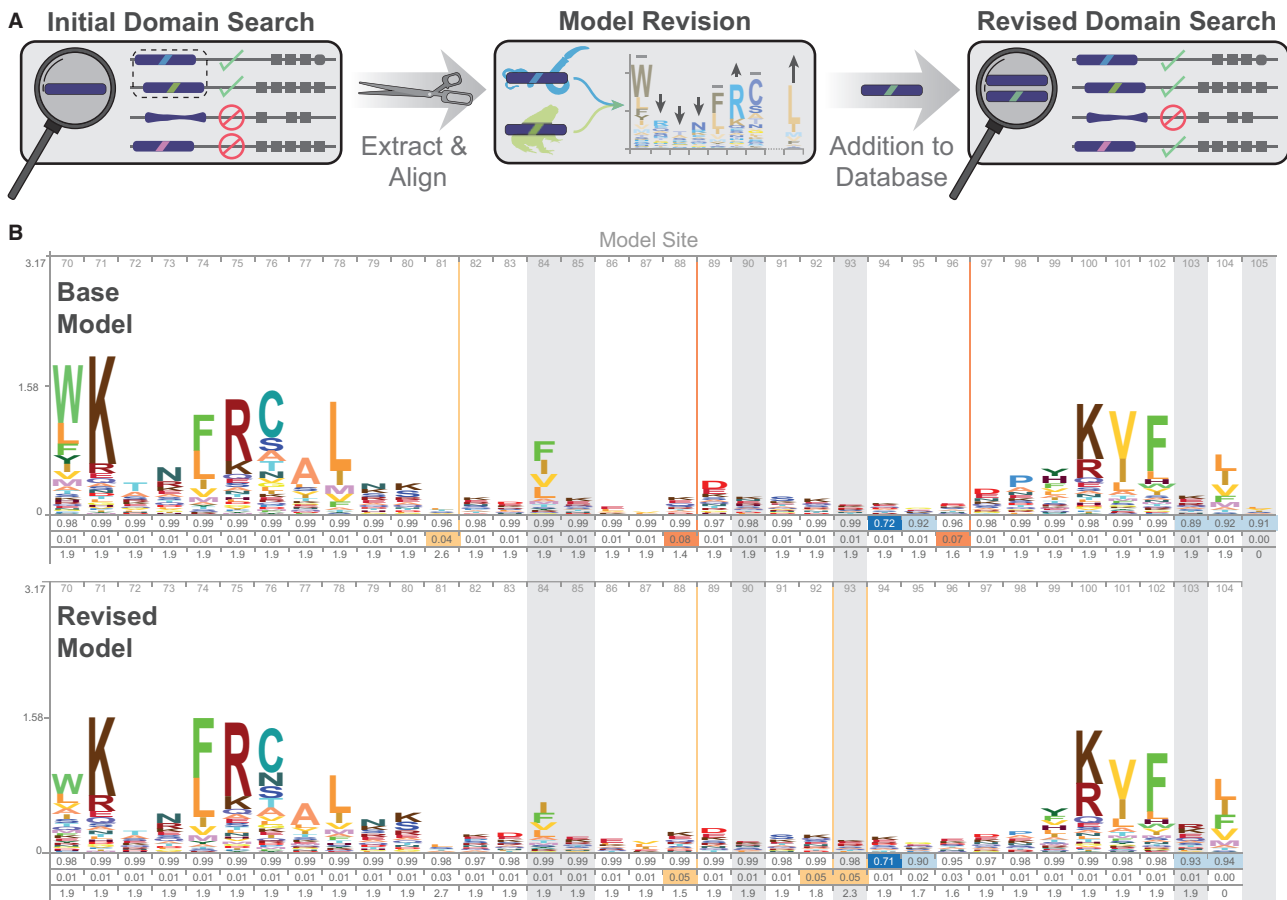 A
Initial Domain Search
Model Revision
Revised Domain Search
W F R C L
Extract &
Align
Addition to
Database
B
Model Site
3.17
70 71 72 73 74 75 76 77 78 79 80 81 82 83 84 85 86 87 88 89 90 91 92 93 94 95 96 97 98 99 100 101 102 103 104 105
Base
Model
1.58
W K N F R C A L N K F D P K V F
0
0.98 0.99 0.99 0.99 0.99 0.99 0.99 0.99 0.99 0.99 0.99 0.96 0.98 0.99 0.99 0.99 0.99 0.99 0.99 0.97 0.98 0.99 0.99 0.99 0.72 0.92 0.96 0.98 0.99 0.99 0.99 0.99 0.99 0.89 0.92 0.91
0.01 0.01 0.01 0.01 0.01 0.01 0.01 0.01 0.01 0.01 0.01 0.04 0.01 0.01 0.01 0.01 0.01 0.01 0.08 0.01 0.01 0.01 0.01 0.01 0.01 0.01 0.07 0.01 0.01 0.01 0.01 0.01 0.01 0.01 0.01 0.00
1.9 1.9 1.9 1.9 1.9 1.9 1.9 1.9 1.9 1.9 1.9 2.6 1.9 1.9 1.9 1.9 1.9 1.9 1.4 1.9 1.9 1.9 1.9 1.9 1.9 1.9 1.6 1.9 1.9 1.9 1.9 1.9 1.9 1.9 1.9 0
3.17
70 71 72 73 74 75 76 77 78 79 80 81 82 83 84 85 86 87 88 89 90 91 92 93 94 95 96 97 98 99 100 101 102 103 104
Revised
Model
1.58
W K N F R C A L N K K V F
0
0.98 0.99 0.99 0.99 0.99 0.99 0.99 0.99 0.99 0.99 0.99 0.98 0.97 0.98 0.99 0.99 0.99 0.99 0.99 0.99 0.99 0.98 0.99 0.98 0.71 0.90 0.95 0.97 0.98 0.99 0.99 0.98 0.98 0.93 0.94
0.01 0.01 0.01 0.01 0.01 0.01 0.01 0.01 0.01 0.01 0.01 0.03 0.01 0.01 0.01 0.01 0.01 0.01 0.05 0.01 0.01 0.01 0.05 0.05 0.01 0.02 0.03 0.01 0.01 0.01 0.01 0.01 0.01 0.01 0.00
1.9 1.9 1.9 1.9 1.9 1.9 1.9 1.9 1.9 1.9 1.9 2.7 1.9 1.9 1.9 1.9 1.9 1.9 1.5 1.9 1.9 1.9 1.8 2.3 1.9 1.7 1.6 1.9 1.9 1.9 1.9 1.9 1.9 1.9 0